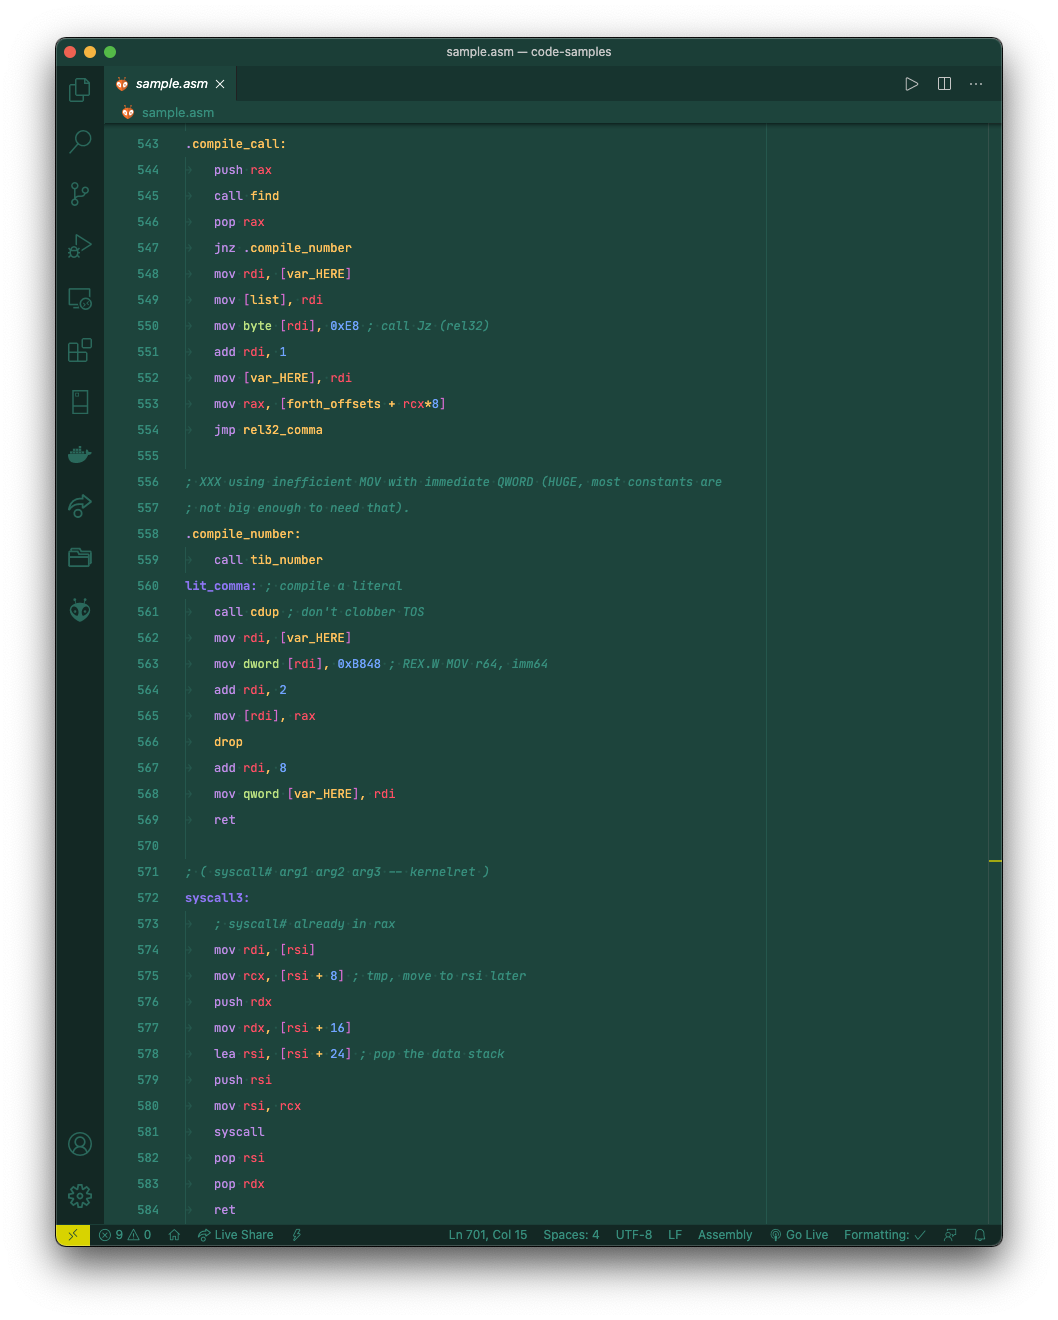 sample.asm — code-samples
sample.asm
sample.asm
543 .compile_call:
544 push rax
545 call find
546 pop rax
547 jnz .compile_number
548 mov rdi, [var_HERE]
549 mov [list], rdi
550 mov byte [rdi], 0xE8 ; call Jz (rel32)
551 add rdi, 1
552 mov [var_HERE], rdi
553 mov rax, [forth_offsets + rcx*8]
554 jmp rel32_comma
555
556 ; XXX using inefficient MOV with immediate QWORD (HUGE, most constants are
557 ; not big enough to need that).
558 .compile_number:
559 call tib_number
560 lit_comma: ; compile a literal
561 call cdup ; don't clobber TOS
562 mov rdi, [var_HERE]
563 mov dword [rdi], 0xB848 ; REX.W MOV r64, imm64
564 add rdi, 2
565 mov [rdi], rax
566 drop
567 add rdi, 8
568 mov qword [var_HERE], rdi
569 ret
570
571 ; ( syscall# arg1 arg2 arg3 -- kernelret )
572 syscall3:
573 ; syscall# already in rax
574 mov rdi, [rsi]
575 mov rcx, [rsi + 8] ; tmp, move to rsi later
576 push rdx
577 mov rdx, [rsi + 16]
578 lea rsi, [rsi + 24] ; pop the data stack
579 push rsi
580 mov rsi, rcx
581 syscall
582 pop rsi
583 pop rdx
584 ret
9 0 Live Share Ln 701, Col 15 Spaces: 4 UTF-8 LF Assembly Go Live Formatting: ✓